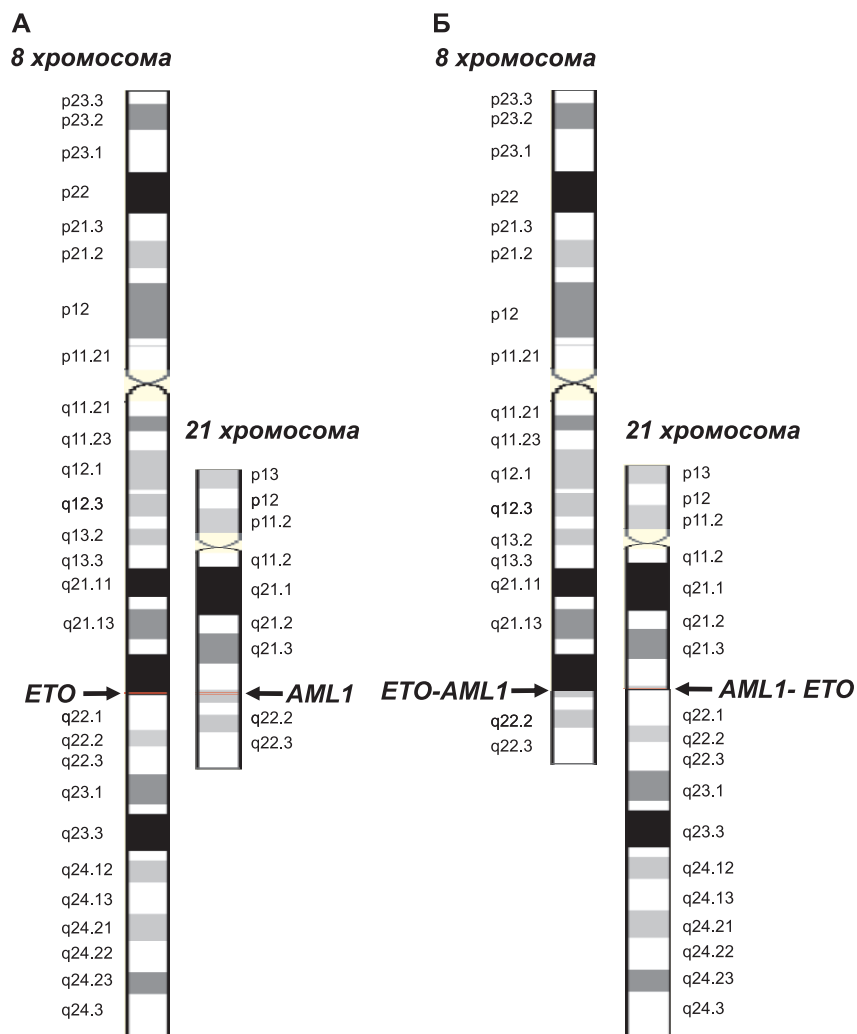 А
8 хромосома
p23.3
p23.2
p23.1
p22
p21.3
p21.2
p12
p11.21
q11.21
q11.23
q12.1
q12.3
q13.2
q13.3
q21.11
q21.13
ETO
q22.1
q22.2
q22.3
q23.1
q23.3
q24.12
q24.13
q24.21
q24.22
q24.23
q24.3
21 хромосома
p13
p12
p11.2
q11.2
q21.1
q21.2
q21.3
AML1
q22.2
q22.3
Б
8 хромосома
p23.3
p23.2
p23.1
p22
p21.3
p21.2
p12
p11.21
q11.21
q11.23
q12.1
q12.3
q13.2
q13.3
q21.11
q21.13
ETO-AML1
q22.2
q22.3
21 хромосома
p13
p12
p11.2
q11.2
q21.1
q21.2
q21.3
AML1- ETO
q22.1
q22.2
q22.3
q23.1
q23.3
q24.12
q24.13
q24.21
q24.22
q24.23
q24.3